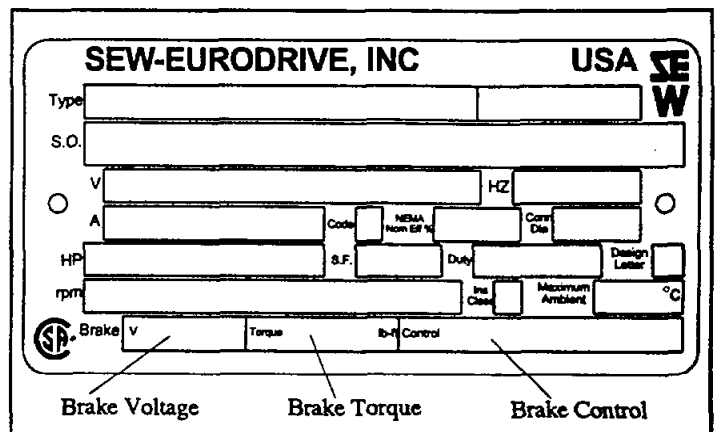 SEW-EURODRIVE, INC USA SEW
Type
S.O.
V HZ
A Code NEMA Nom Eff % Conn Dia
HP S.F. Duty Design Letter
rpm Ins Class Maximum Ambient °C
SA Brake V Torque lb-ft Control
Brake Voltage Brake Torque Brake Control